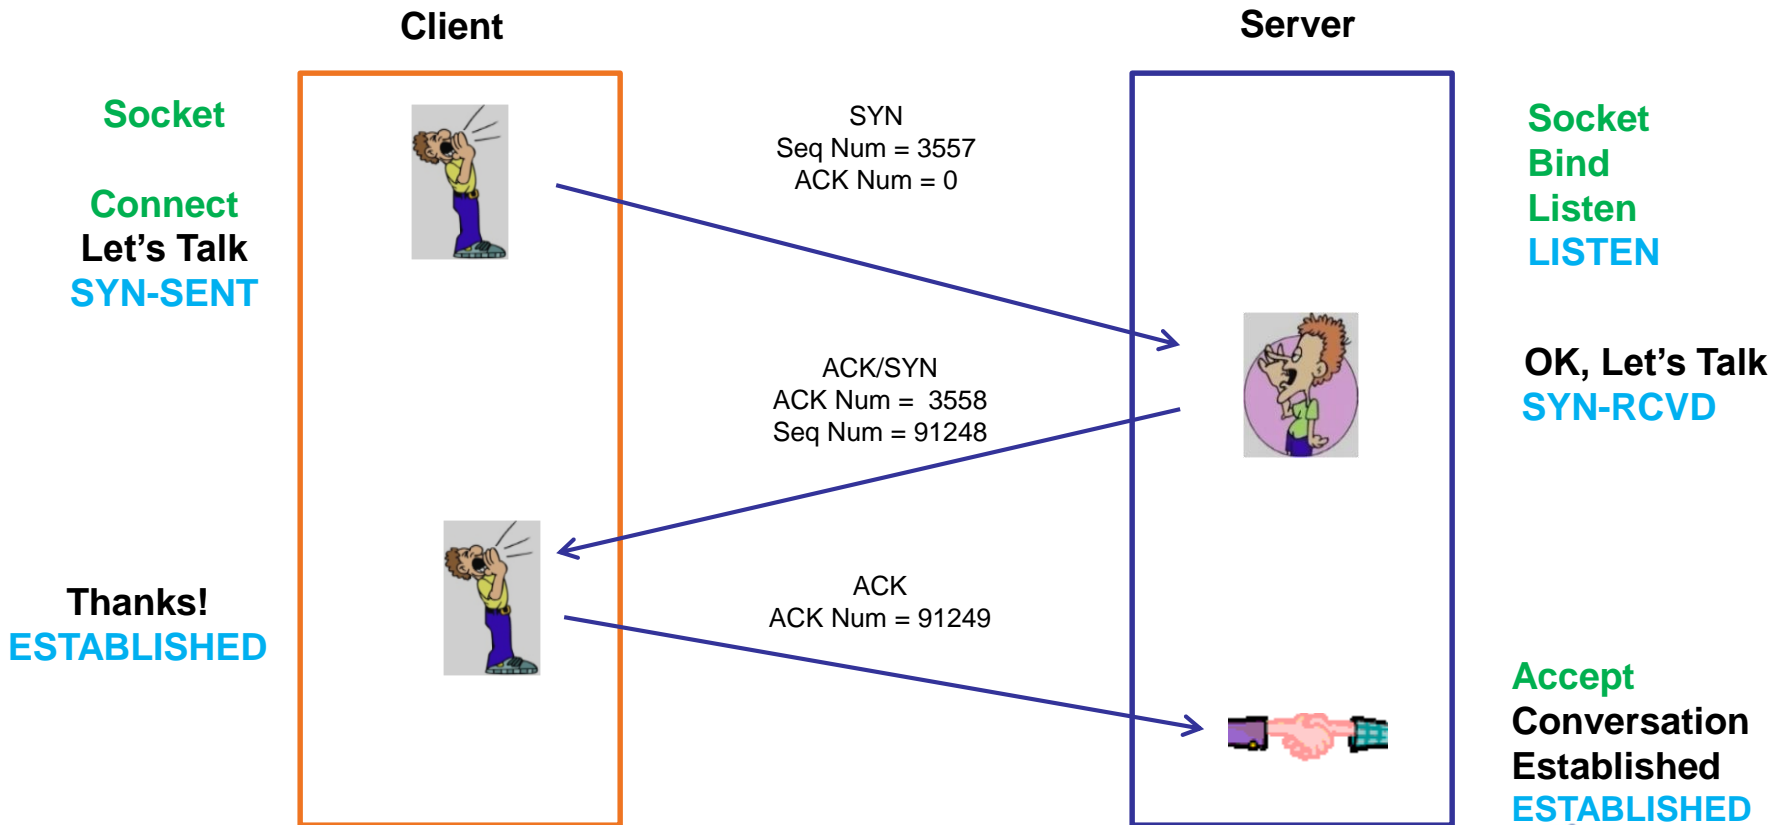 Client
Server
Socket
Connect
Let's Talk
SYN-SENT
SYN
Seq Num = 3557
ACK Num = 0
Socket
Bind
Listen
LISTEN
ACK/SYN
ACK Num =  3558
Seq Num = 91248
OK, Let's Talk
SYN-RCVD
Thanks!
ESTABLISHED
ACK
ACK Num = 91249
Accept
Conversation
Established
ESTABLISHED